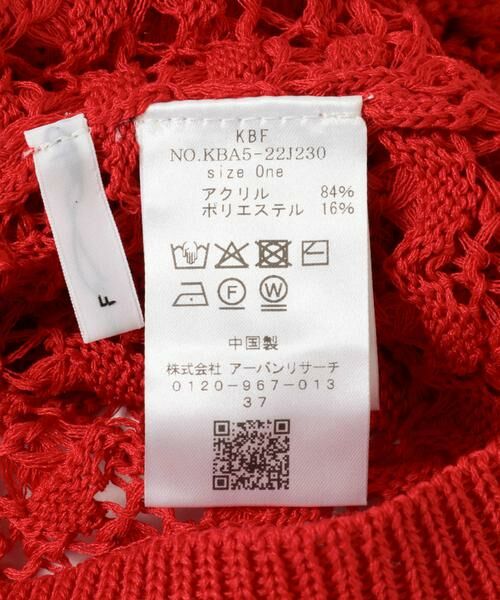 KBF
NO.KBA5-22J230
size One
アクリル 84%
ポリエステル 16%
F
F
W
中国製
株式会社 アーバンリサーチ
0120-967-013
37